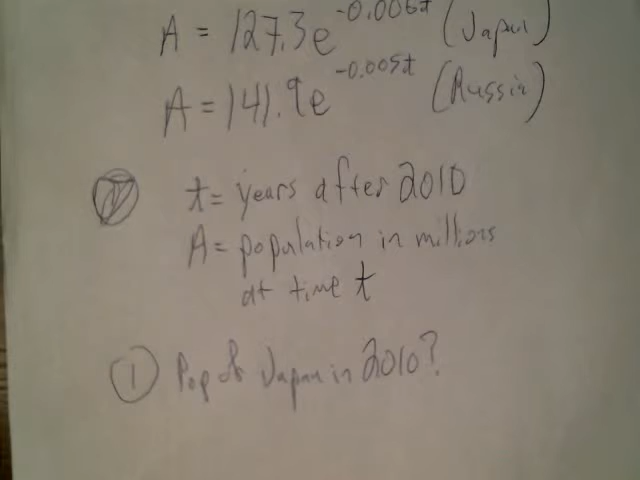 A = 127.3e^-0.006t (Japan)
A = 141.9e^-0.005t (Russia)
t = years after 2010
A = population in millions
at time t
① Pop of Japan in 2010?